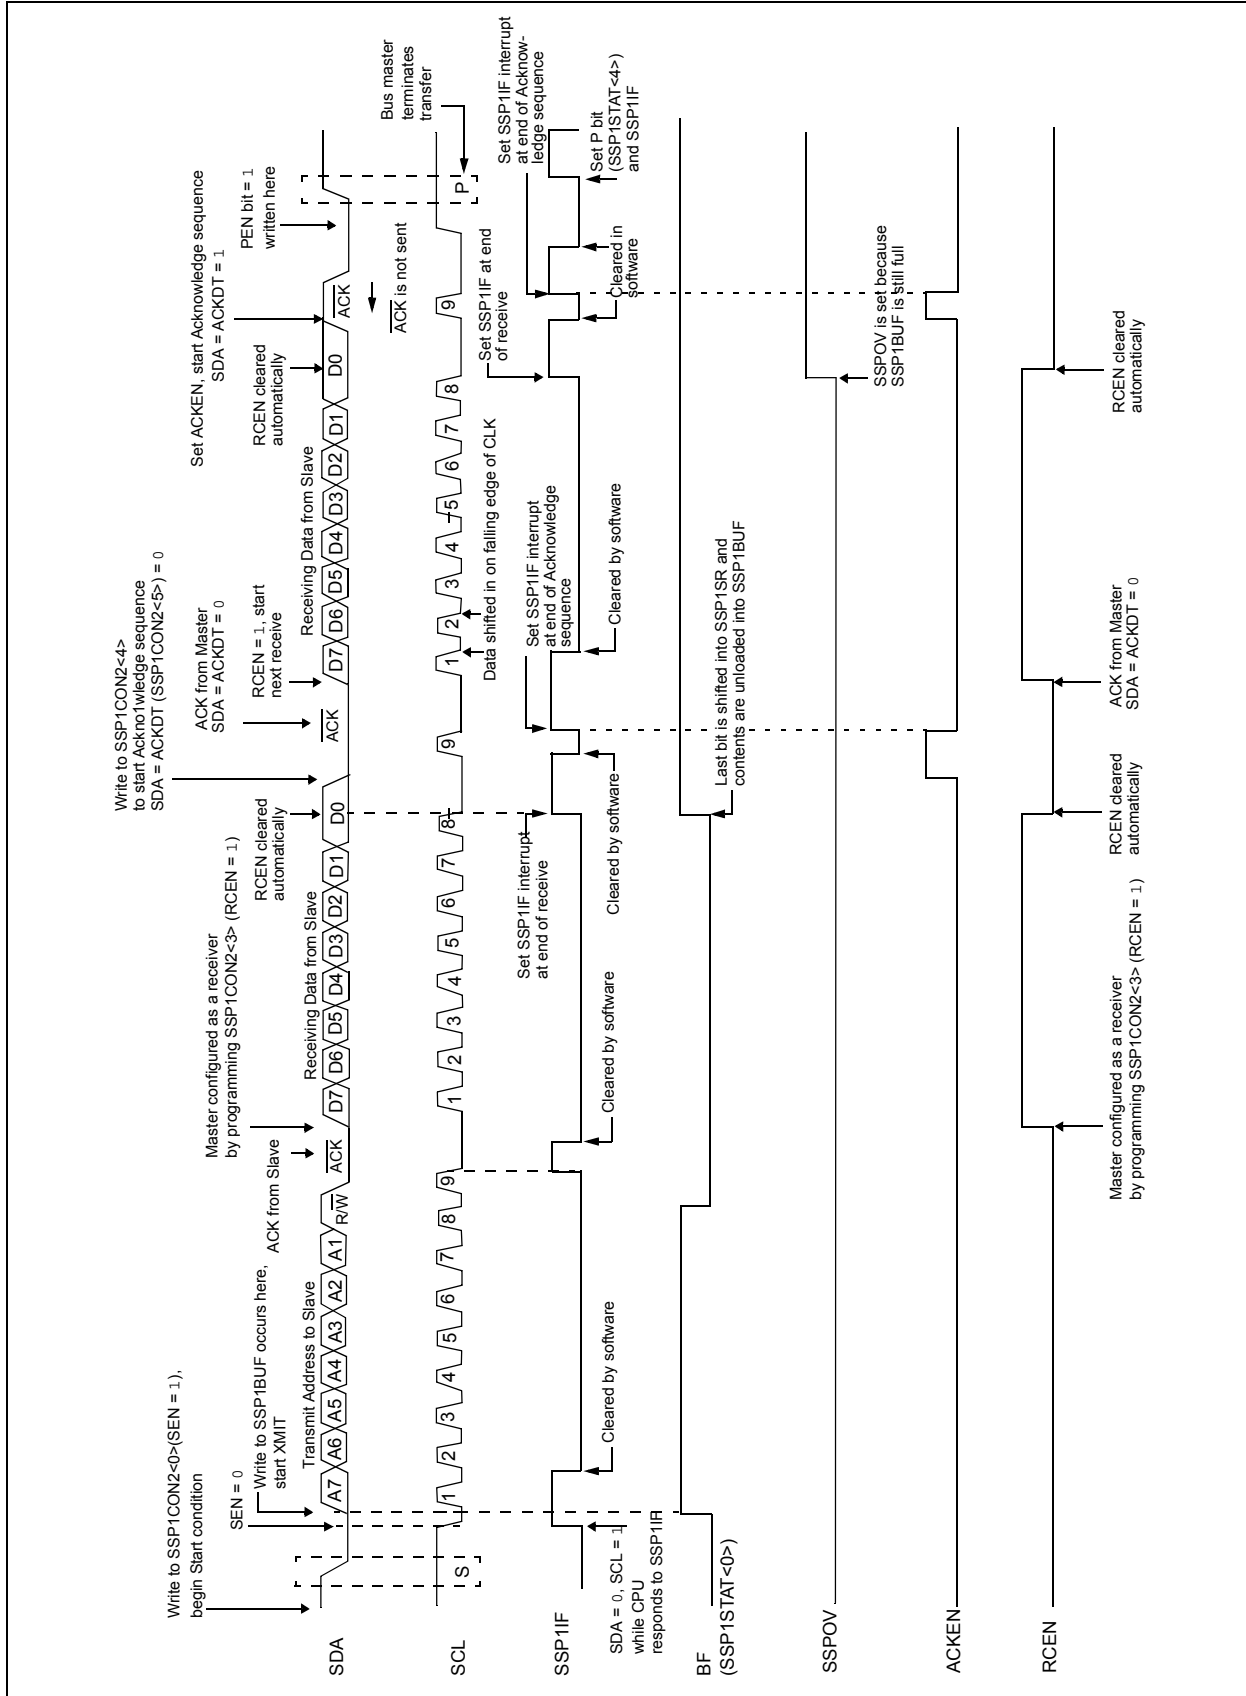 Write to SSP1CON2<0>(SEN = 1),
begin Start condition
SEN = 0
Write to SSP1BUF occurs here,
start XMIT
ACK from Slave
Master configured as a receiver
by programming SSP1CON2<3> (RCEN = 1)
RCEN cleared
automatically
Write to SSP1CON2<4>
to start Ackno1wledge sequence
SDA = ACKDT (SSP1CON2<5>) = 0
ACK from Master
SDA = ACKDT = 0
RCEN = 1, start
next receive
Set ACKEN, start Acknowledge sequence
SDA = ACKDT = 1
RCEN cleared
automatically
PEN bit = 1
written here
Transmit Address to Slave
Receiving Data from Slave
Receiving Data from Slave
SDA
A7 A6 A5 A4 A3 A2 A1 R/W ACK D7 D6 D5 D4 D3 D2 D1 D0 ACK D7 D6 D5 D4 D3 D2 D1 D0 ACK
ACK is not sent
Bus master
terminates
transfer
SCL
S 1 2 3 4 5 6 7 8 9 1 2 3 4 5 6 7 8 9 1 2 3 4 5 6 7 8 9 P
Data shifted in on falling edge of CLK
Set SSP1IF interrupt
at end of receive
Set SSP1IF interrupt
at end of Acknowledge
sequence
Set SSP1IF at end
of receive
Set SSP1IF interrupt
at end of Acknow-
ledge sequence
SSP1IF
SDA = 0, SCL = 1
while CPU
responds to SSP1IF
Cleared by software
Cleared by software
Cleared by software
Cleared by software
Cleared in
software
Set P bit
(SSP1STAT<4>)
and SSP1IF
BF
(SSP1STAT<0>)
Last bit is shifted into SSP1SR and
contents are unloaded into SSP1BUF
SSPOV
SSPOV is set because
SSP1BUF is still full
ACKEN
RCEN
Master configured as a receiver
by programming SSP1CON2<3> (RCEN = 1)
RCEN cleared
automatically
ACK from Master
SDA = ACKDT = 0
RCEN cleared
automatically